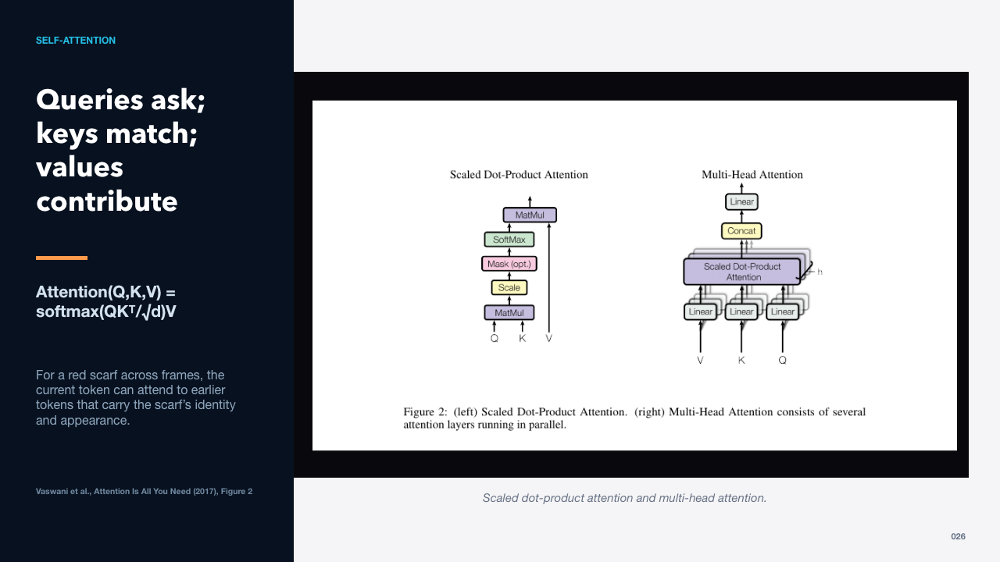 SELF-ATTENTION
Queries ask;
keys match;
values
contribute
Attention(Q,K,V) =
softmax(QKᵀ/√d)V
For a red scarf across frames, the
current token can attend to earlier
tokens that carry the scarf’s identity
and appearance.
Vaswani et al., Attention Is All You Need (2017), Figure 2
Scaled Dot-Product Attention
MatMul
SoftMax
Mask (opt.)
Scale
MatMul
Q K V
Multi-Head Attention
Linear
Concat
Scaled Dot-Product
Attention
h
Linear Linear Linear
V K Q
Figure 2: (left) Scaled Dot-Product Attention. (right) Multi-Head Attention consists of several
attention layers running in parallel.
Scaled dot-product attention and multi-head attention.
026